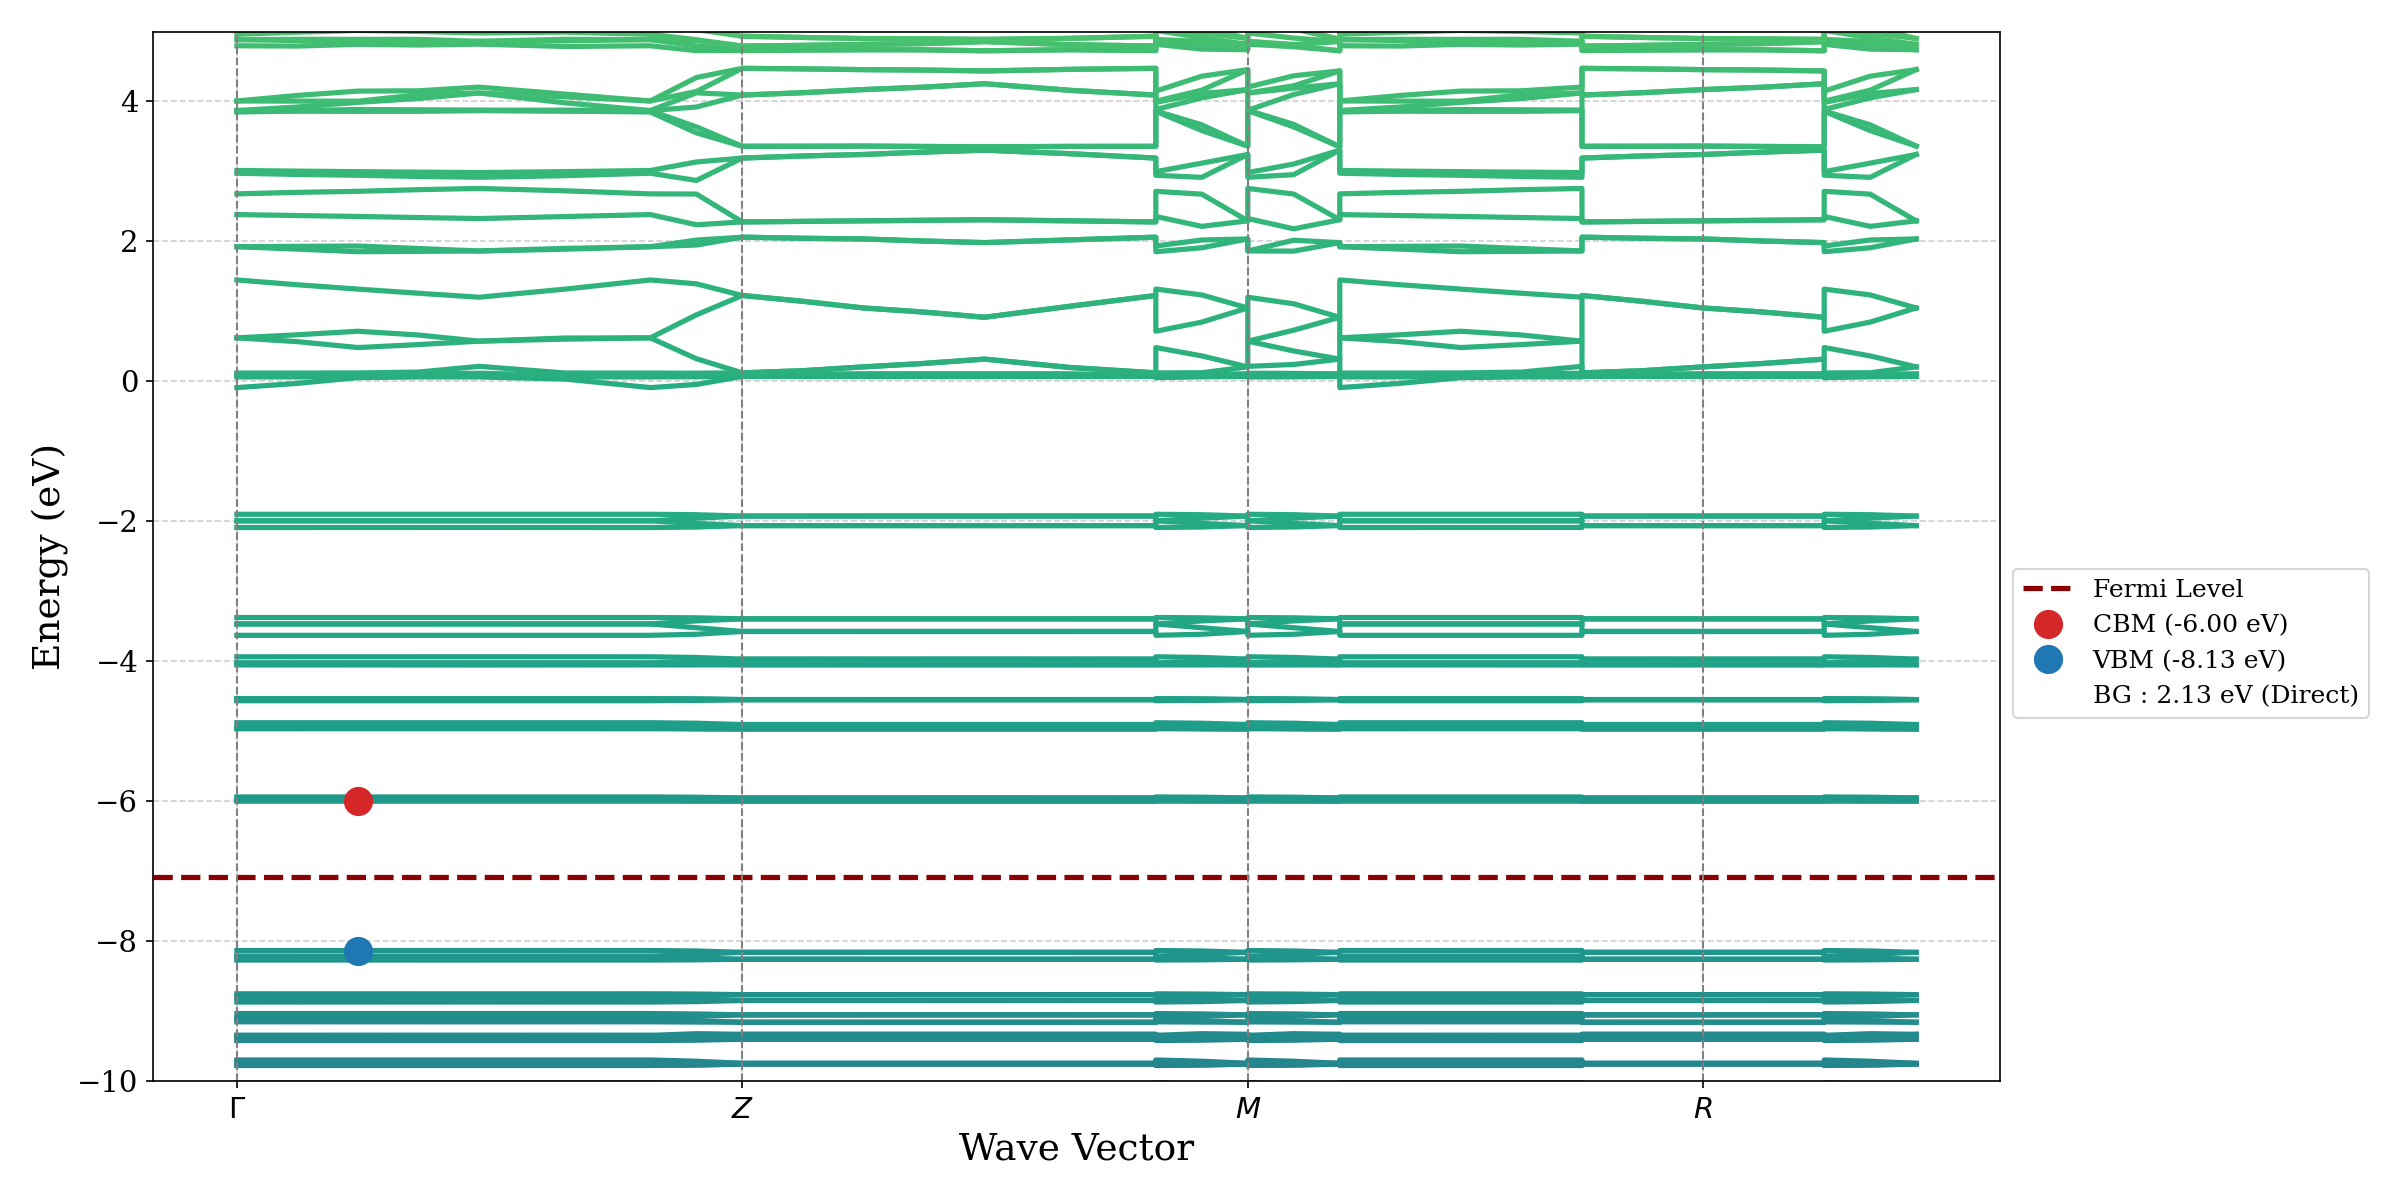 4
2
0
−2
−4
−6
−8
−10
Energy (eV)
Γ Z M R
Wave Vector
Fermi Level
CBM (-6.00 eV)
VBM (-8.13 eV)
BG : 2.13 eV (Direct)